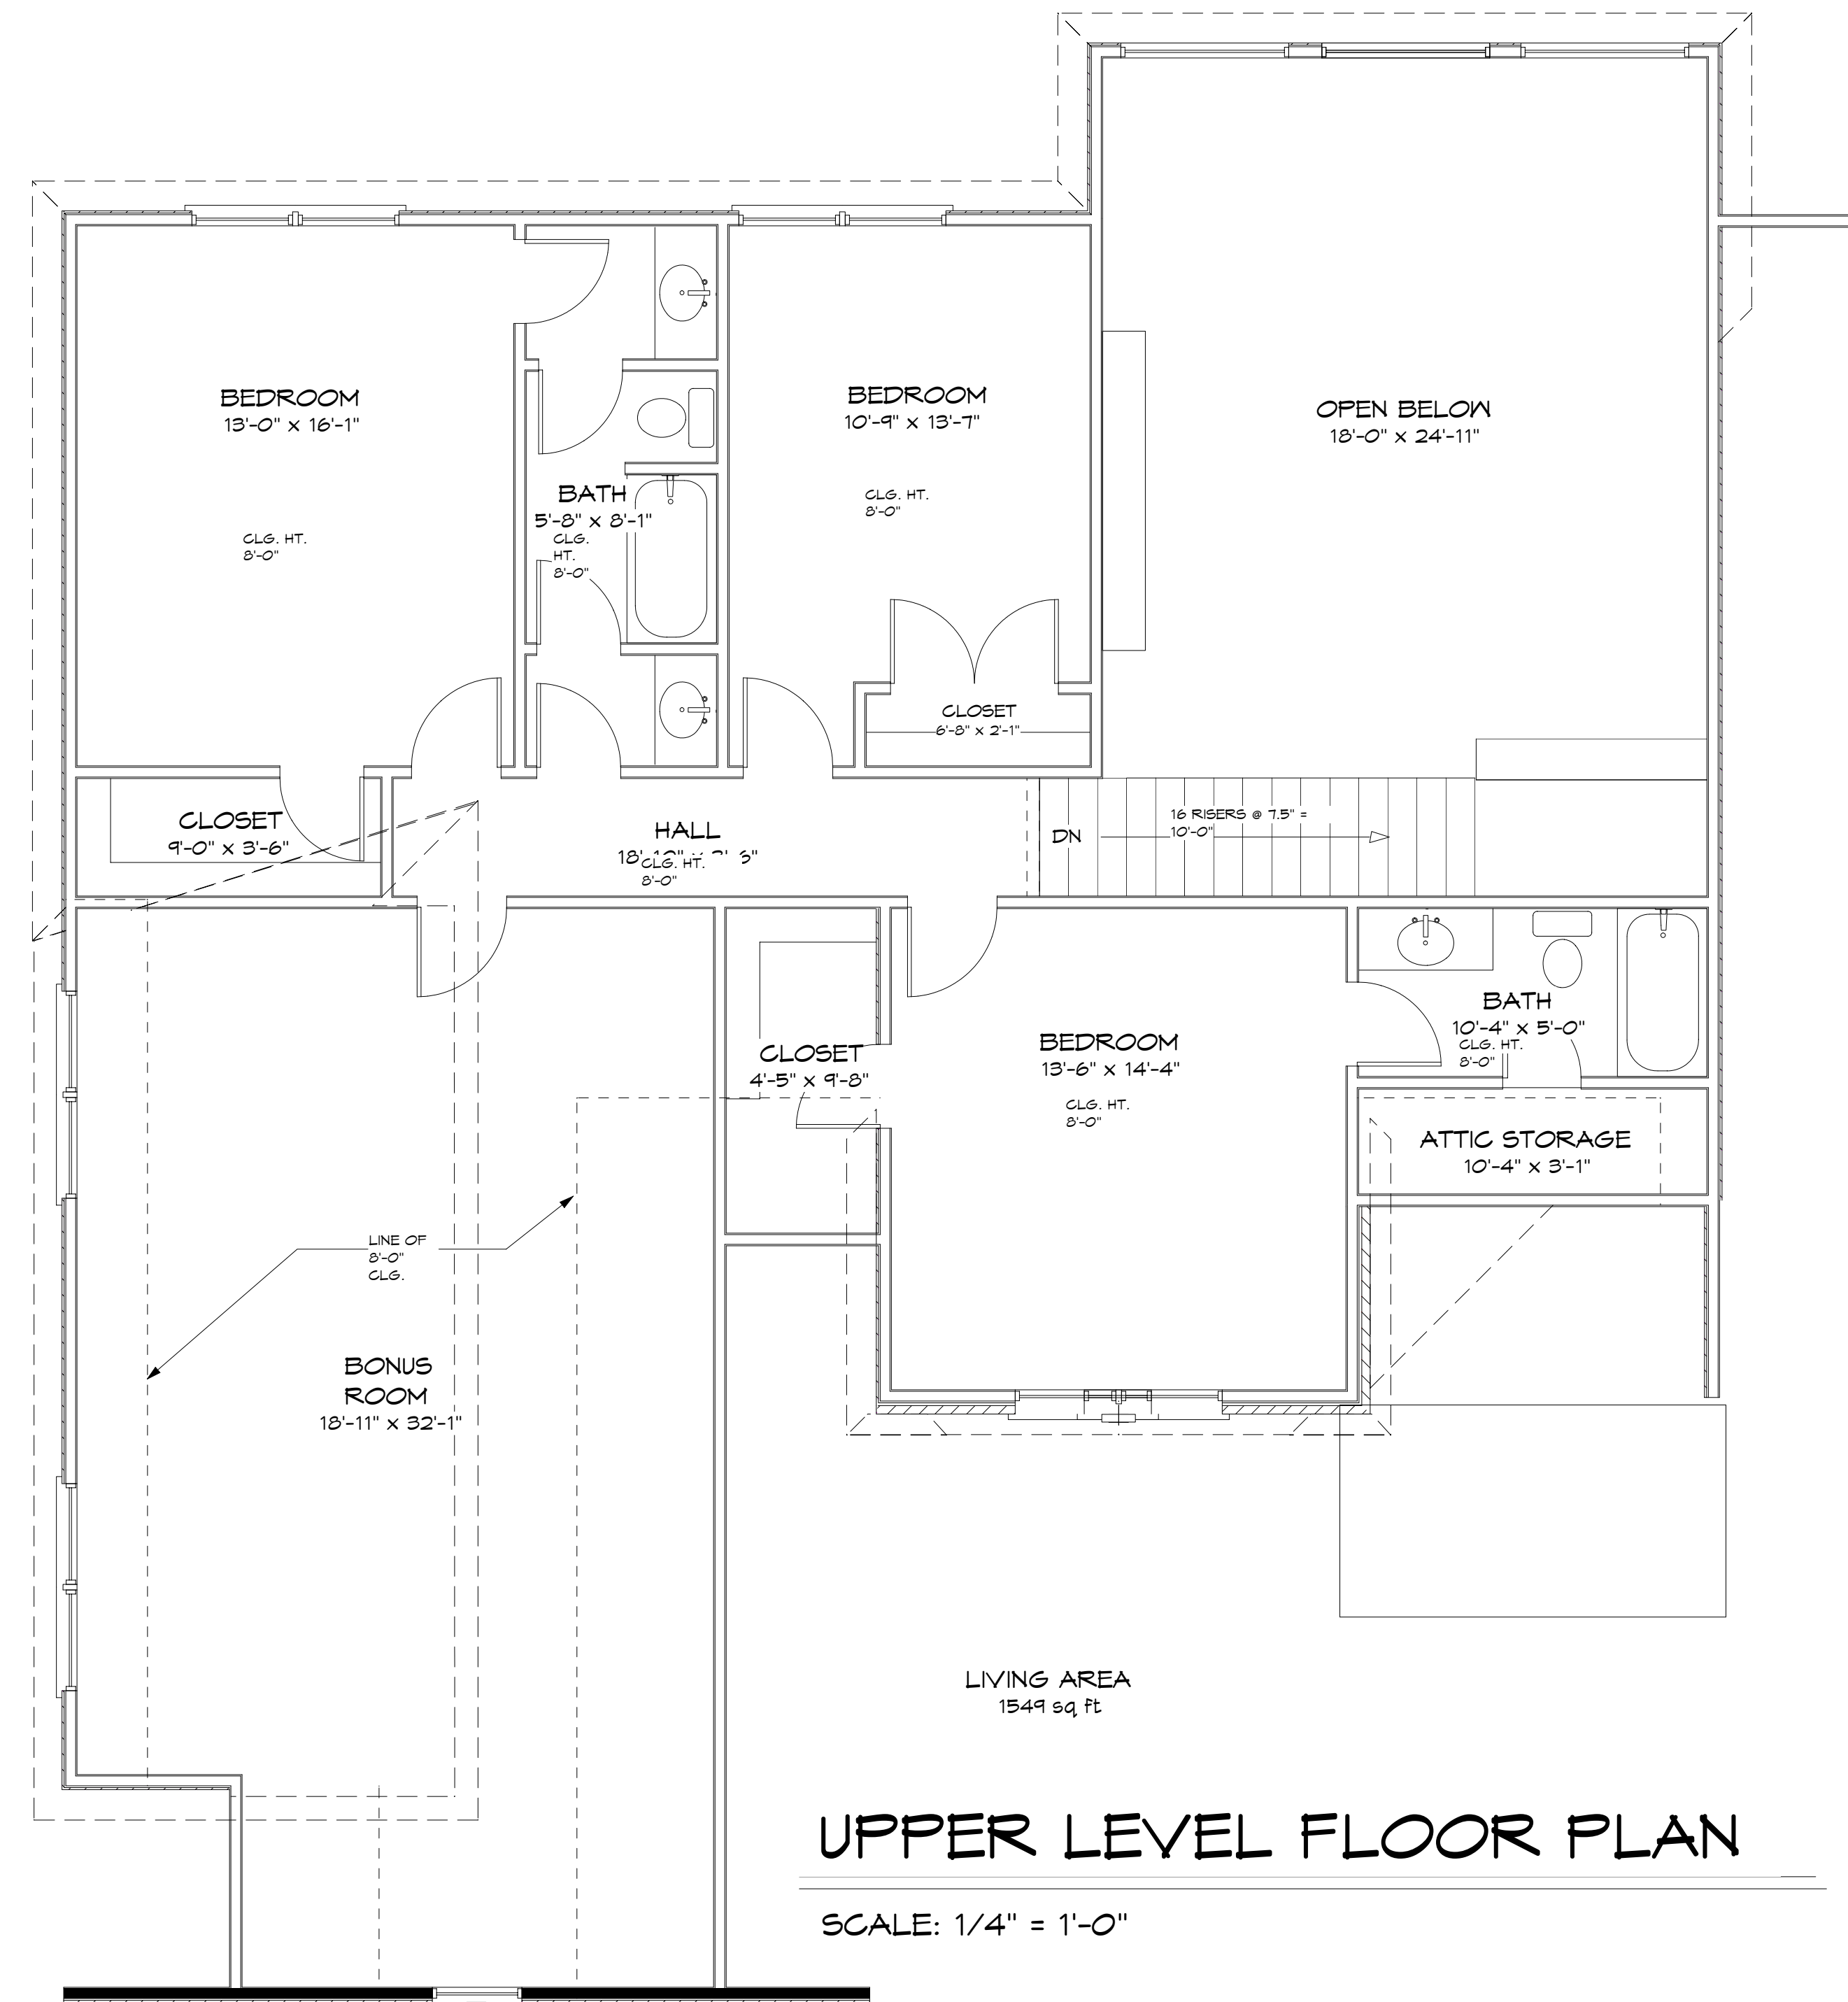 BEDROOM
13'-0" x 16'-1"
CLG. HT.
8'-0"
BATH
5'-8" x 8'-1"
CLG.
HT.
8'-0"
BEDROOM
10'-9" x 13'-7"
CLG. HT.
8'-0"
OPEN BELOW
18'-0" x 24'-11"
CLOSET
6'-8" x 2'-1"
CLOSET
9'-0" x 3'-6"
HALL
CLG. HT.
8'-0"
DN
16 RISERS @ 7.5" =
10'-0"
CLOSET
4'-5" x 9'-8"
BEDROOM
13'-6" x 14'-4"
CLG. HT.
8'-0"
BATH
10'-4" x 5'-0"
CLG. HT.
8'-0"
ATTIC STORAGE
10'-4" x 3'-1"
LINE OF
8'-0"
CLG.
BONUS
ROOM
18'-11" x 32'-1"
LIVING AREA
1549 sq ft
UPPER LEVEL FLOOR PLAN
SCALE: 1/4" = 1'-0"